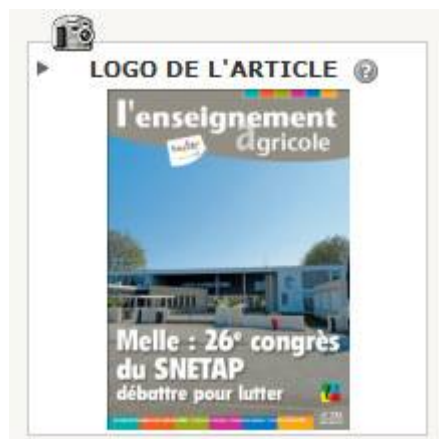 LOGO DE L'ARTICLE
l'enseignement
agricole
Melle : 26e congrès
du SNETAP
débattre pour lutter